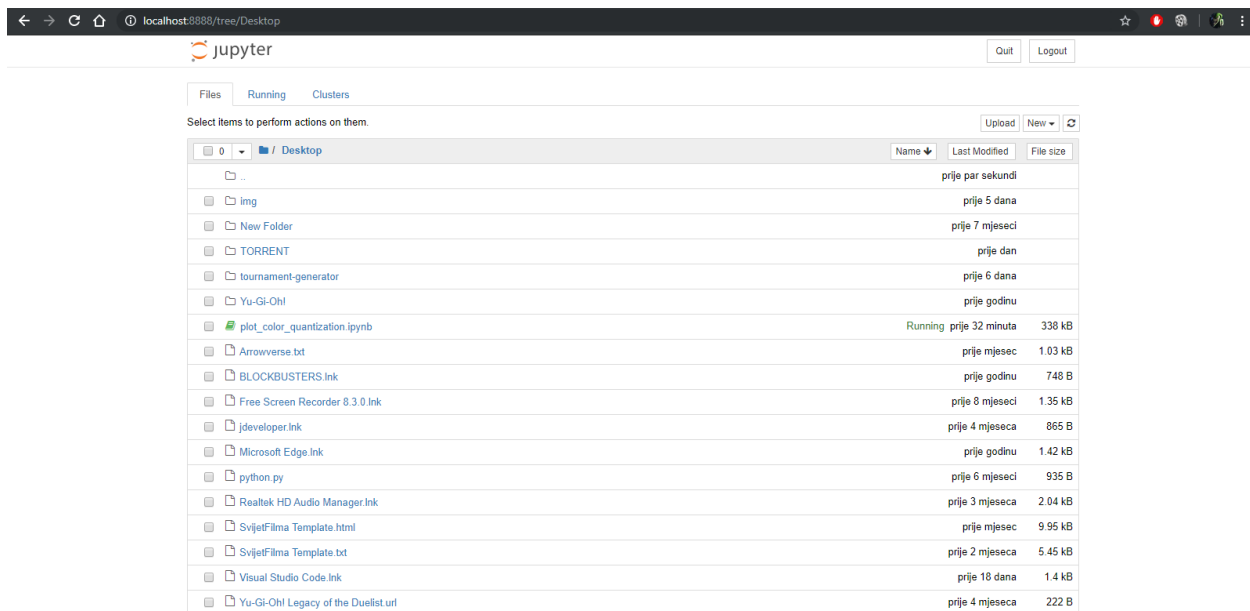 localhost:8888/tree/Desktop
jupyter Quit Logout
Files Running Clusters
Select items to perform actions on them. Upload New
0 / Desktop Name Last Modified File size
.. prije par sekundi
img prije 5 dana
New Folder prije 7 mjeseci
TORRENT prije dan
tournament-generator prije 6 dana
Yu-Gi-Oh! prije godinu
plot_color_quantization.ipynb Running prije 32 minuta 338 kB
Arrowverse.txt prije mjesec 1.03 kB
BLOCKBUSTERS.lnk prije godinu 748 B
Free Screen Recorder 8.3.0.lnk prije 8 mjeseci 1.35 kB
jdeveloper.lnk prije 4 mjeseca 865 B
Microsoft Edge.lnk prije godinu 1.42 kB
python.py prije 6 mjeseci 935 B
Realtek HD Audio Manager.lnk prije 3 mjeseca 2.04 kB
SvijetFilma Template.html prije mjesec 9.95 kB
SvijetFilma Template.txt prije 2 mjeseca 5.45 kB
Visual Studio Code.lnk prije 18 dana 1.4 kB
Yu-Gi-Oh! Legacy of the Duelist.url prije 4 mjeseca 222 B